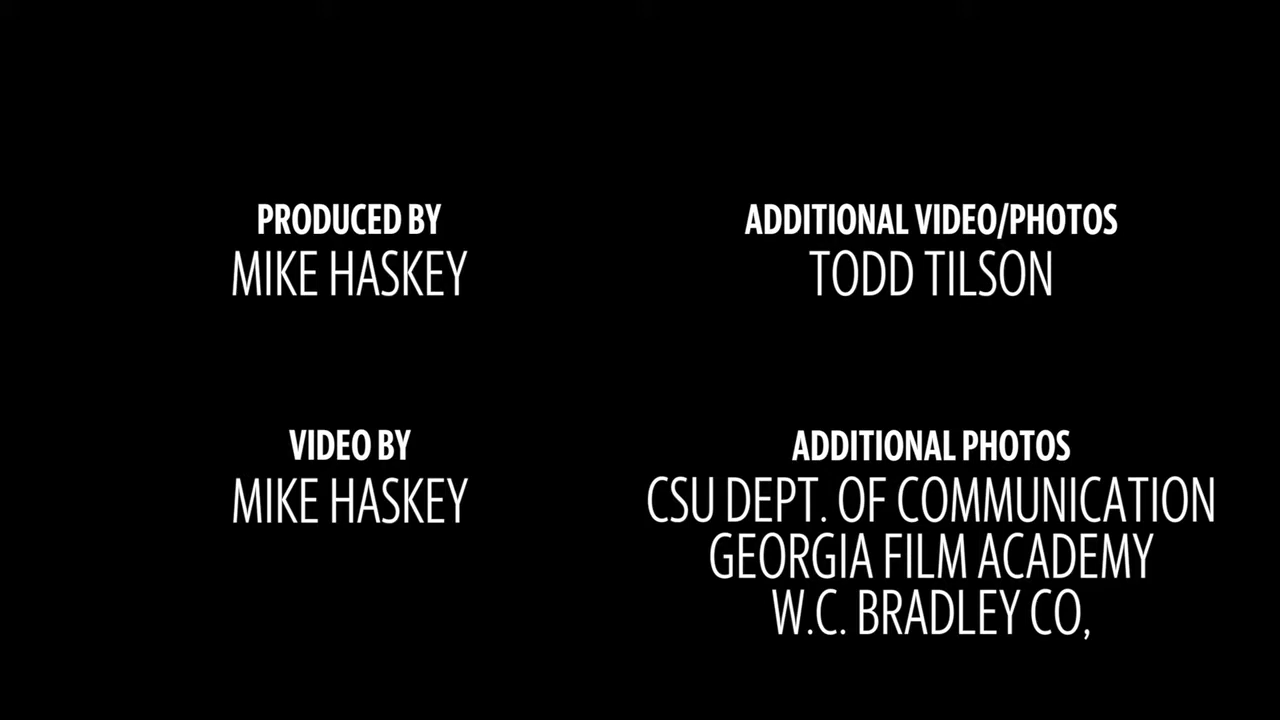 PRODUCED BY
MIKE HASKEY
VIDEO BY
MIKE HASKEY
ADDITIONAL VIDEO/PHOTOS
TODD TILSON
ADDITIONAL PHOTOS
CSU DEPT. OF COMMUNICATION
GEORGIA FILM ACADEMY
W.C. BRADLEY CO,